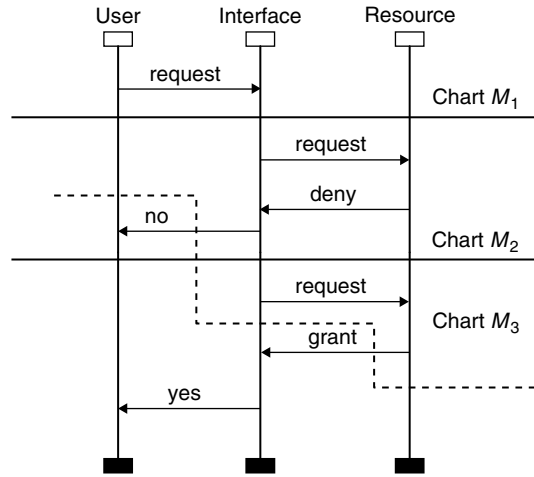 User Interface Resource
request
Chart M1
request
deny
no
Chart M2
request
Chart M3
grant
yes